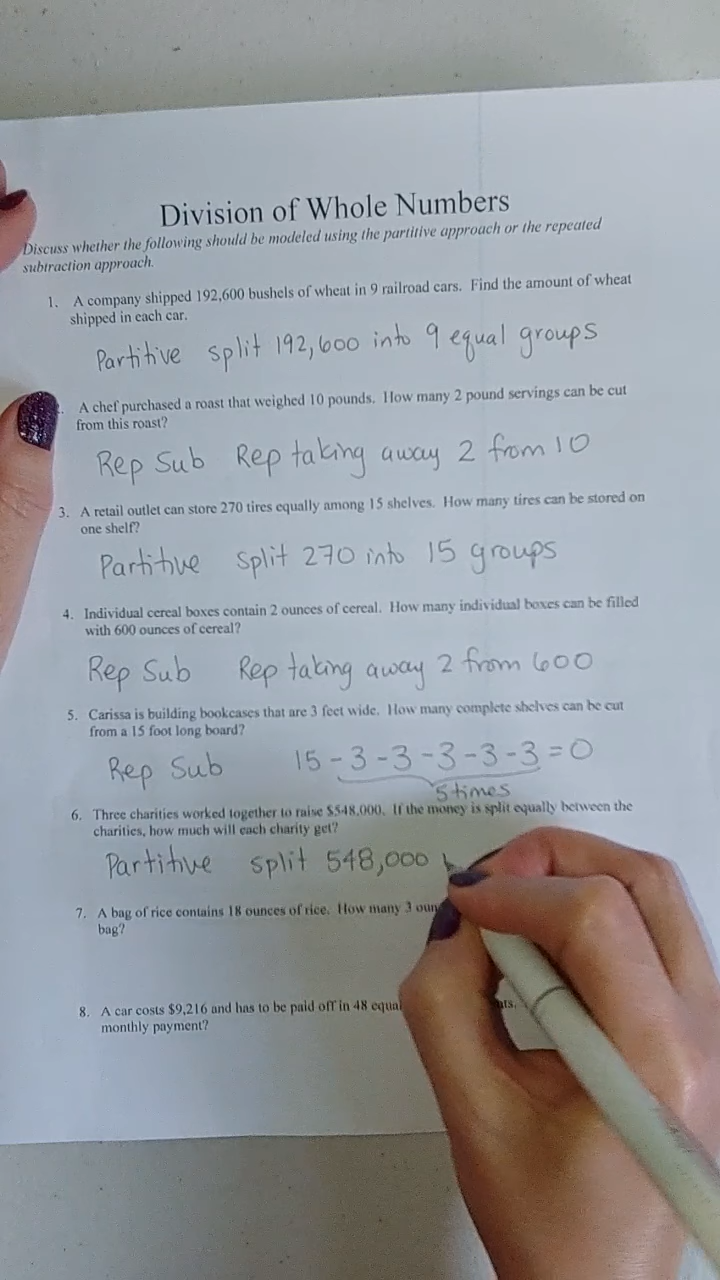 Division of Whole Numbers
Discuss whether the following should be modeled using the partitive approach or the repeated
subtraction approach.
1. A company shipped 192,600 bushels of wheat in 9 railroad cars. Find the amount of wheat
shipped in each car.
Partitive split 192,600 into 9 equal groups
A chef purchased a roast that weighed 10 pounds. How many 2 pound servings can be cut
from this roast?
Rep Sub Rep taking away 2 from 10
3. A retail outlet can store 270 tires equally among 15 shelves. How many tires can be stored on
one shelf?
Partitive split 270 into 15 groups
4. Individual cereal boxes contain 2 ounces of cereal. How many individual boxes can be filled
with 600 ounces of cereal?
Rep Sub Rep taking away 2 from 600
5. Carissa is building bookcases that are 3 feet wide. How many complete shelves can be cut
from a 15 foot long board?
Rep Sub 15 - 3 - 3 - 3 - 3 - 3 = 0
5 times
6. Three charities worked together to raise $548,000. If the money is split equally between the
charities, how much will each charity get?
Partitive split 548,000
7. A bag of rice contains 18 ounces of rice. How many 3
bag?
8. A car costs $9,216 and has to be paid off in 48
monthly payment?